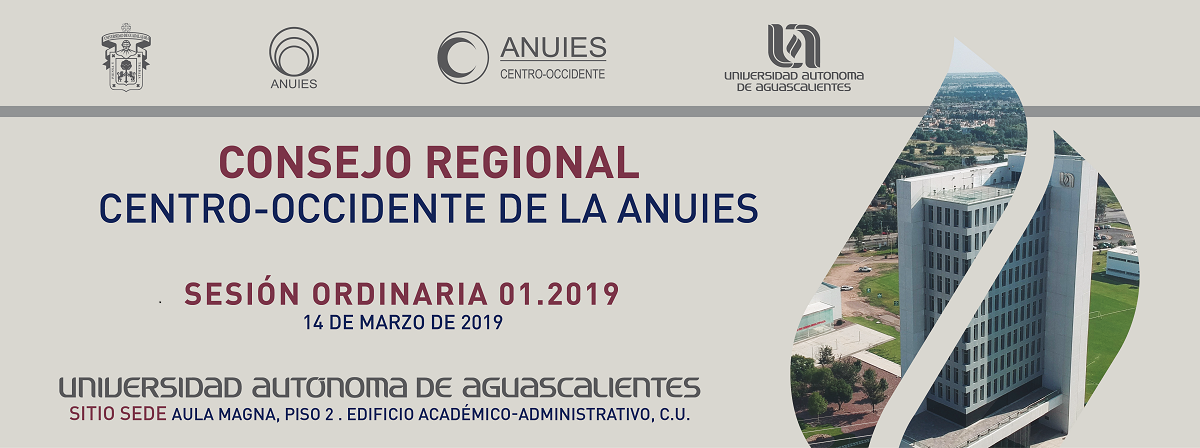 ANUIES
ANUIES
CENTRO-OCCIDENTE
UNIVERSIDAD AUTONOMA
DE AGUASCALIENTES
CONSEJO REGIONAL
CENTRO-OCCIDENTE DE LA ANUIES
SESIÓN ORDINARIA 01.2019
14 DE MARZO DE 2019
UNIVERSIDAD AUTÓNOMA DE AGUASCALIENTES
SITIO SEDE AULA MAGNA, PISO 2 . EDIFICIO ACADÉMICO-ADMINISTRATIVO, C.U.